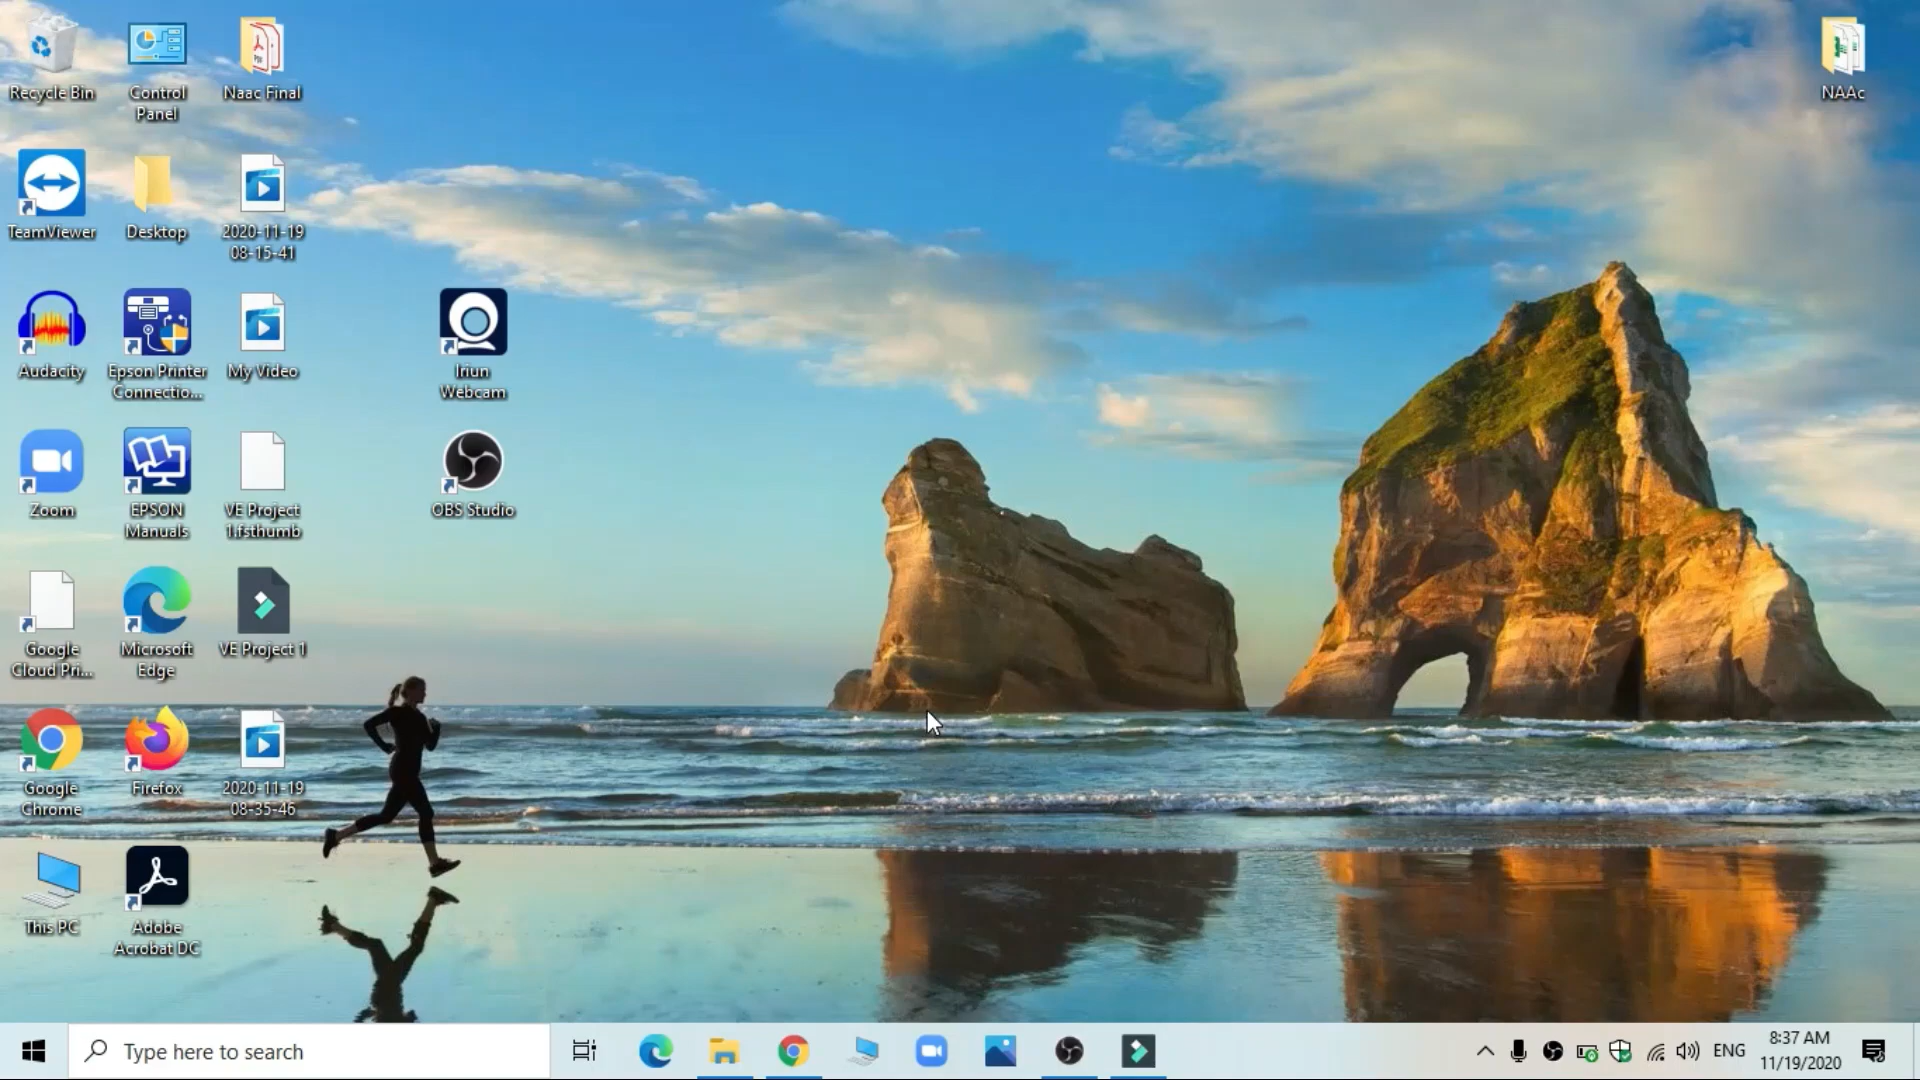 Recycle Bin
Control
Panel
Naac Final
NAAc
TeamViewer
Desktop
2020-11-19
08-15-41
Audacity
Epson Printer
Connectio...
My Video
Iriun
Webcam
Zoom
EPSON
Manuals
VE Project
1.fsthumb
OBS Studio
Google
Cloud Pri...
Microsoft
Edge
VE Project 1
Google
Chrome
Firefox
2020-11-19
08-35-46
This PC
Adobe
Acrobat DC
Type here to search
ENG
8:37 AM
11/19/2020